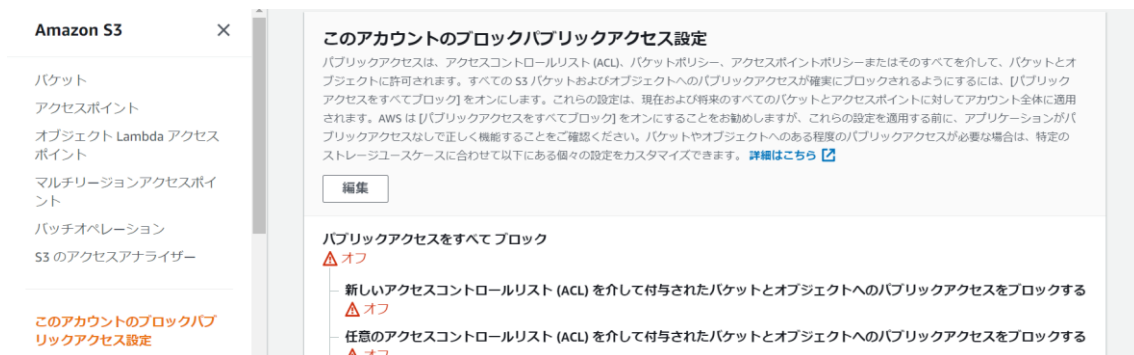 Amazon S3
バケット
アクセスポイント
オブジェクト Lambda アクセス
ポイント
マルチリージョンアクセスポイ
ント
バッチオペレーション
S3 のアクセスアナライザー
このアカウントのブロックパブ
リックアクセス設定
このアカウントのブロックパブリックアクセス設定
パブリックアクセスは、アクセスコントロールリスト (ACL)、バケットポリシー、アクセスポイントポリシーまたはそのすべてを介して、バケットとオ
ブジェクトに許可されます。すべての S3 バケットおよびオブジェクトへのパブリックアクセスが確実にブロックされるようにするには、[パブリック
アクセスをすべてブロック] をオンにします。これらの設定は、現在および将来のすべてのバケットとアクセスポイントに対してアカウント全体に適用
されます。AWS は [パブリックアクセスをすべてブロック] をオンにすることをお勧めしますが、これらの設定を適用する前に、アプリケーションがパ
ブリックアクセスなしで正しく機能することをご確認ください。バケットやオブジェクトへのある程度のパブリックアクセスが必要な場合は、特定の
ストレージユースケースに合わせて以下にある個々の設定をカスタマイズできます。 詳細はこちら
編集
パブリックアクセスをすべて ブロック
オフ
新しいアクセスコントロールリスト (ACL) を介して付与されたバケットとオブジェクトへのパブリックアクセスをブロックする
オフ
任意のアクセスコントロールリスト (ACL) を介して付与されたバケットとオブジェクトへのパブリックアクセスをブロックする
オフ